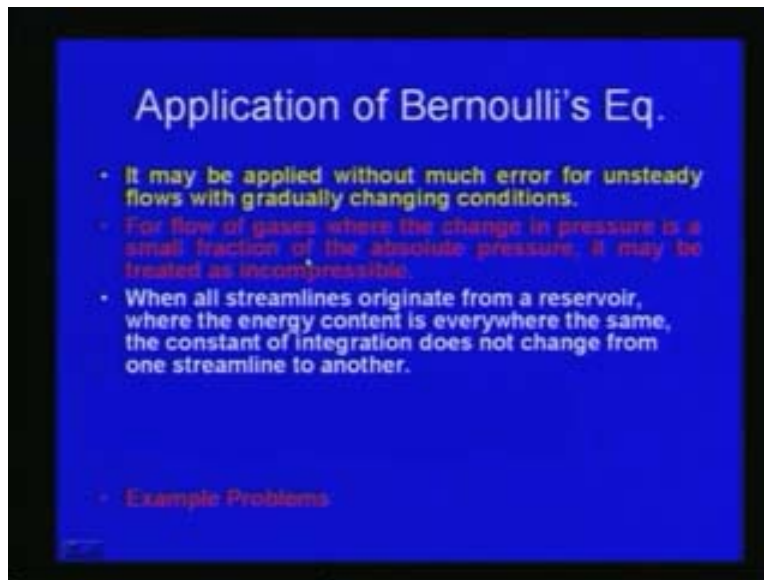 Application of Bernoulli's Eq.
• It may be applied without much error for unsteady
flows with gradually changing conditions.
• For flow of gases where the change in pressure is a
small fraction of the absolute pressure, it may be
treated as incompressible.
• When all streamlines originate from a reservoir,
where the energy content is everywhere the same,
the constant of integration does not change from
one streamline to another.
• Example Problems